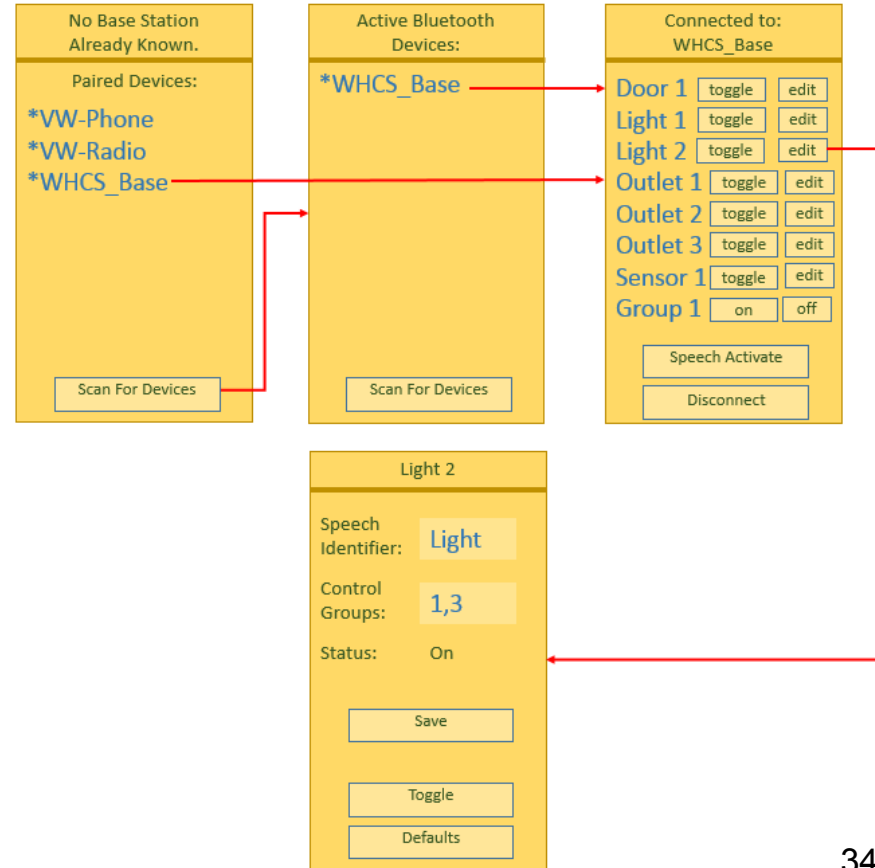 No Base Station
Already Known.
Paired Devices:
*VW-Phone
*VW-Radio
*WHCS_Base
Scan For Devices
Active Bluetooth
Devices:
*WHCS_Base
Scan For Devices
Connected to:
WHCS_Base
Door 1 toggle edit
Light 1 toggle edit
Light 2 toggle edit
Outlet 1 toggle edit
Outlet 2 toggle edit
Outlet 3 toggle edit
Sensor 1 toggle edit
Group 1 on off
Speech Activate
Disconnect
Light 2
Speech
Identifier: Light
Control
Groups: 1,3
Status: On
Save
Toggle
Defaults
34